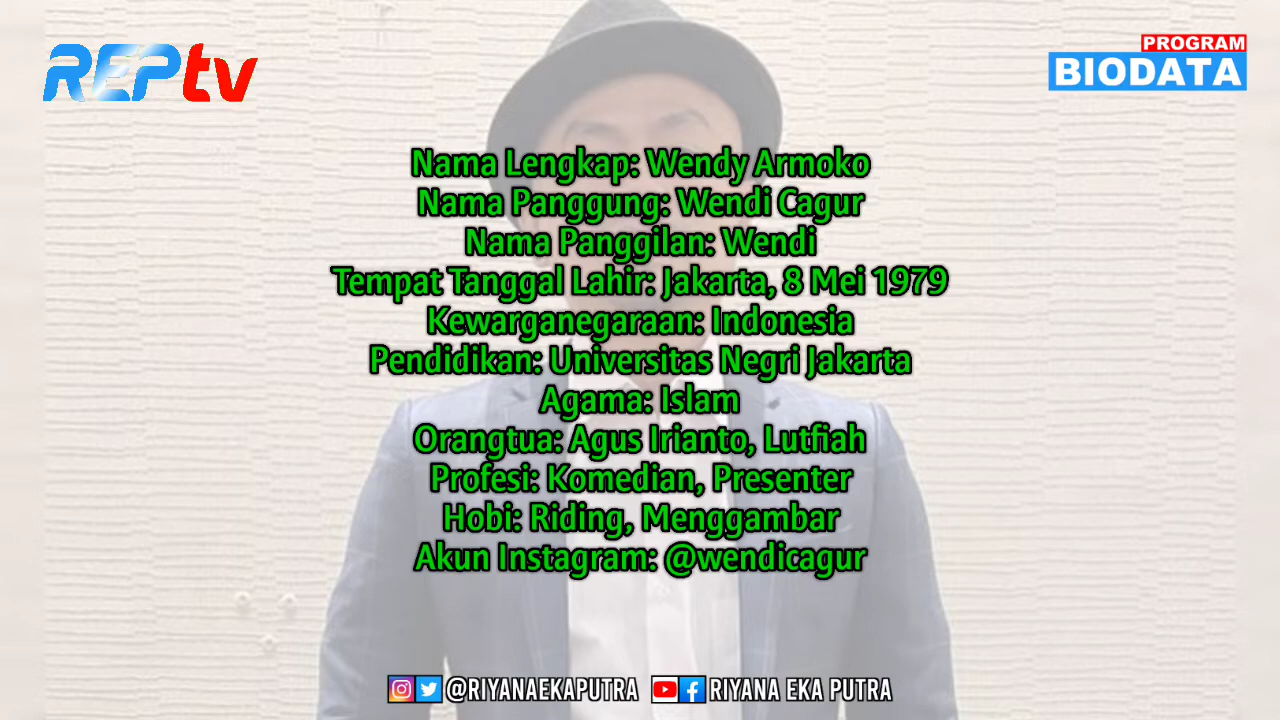 REPtv
PROGRAM
BIODATA
Nama Lengkap: Wendy Armoko
Nama Panggung: Wendi Cagur
Nama Panggilan: Wendi
Tempat Tanggal Lahir: Jakarta, 8 Mei 1979
Kewarganegaraan: Indonesia
Pendidikan: Universitas Negri Jakarta
Agama: Islam
Orangtua: Agus Irianto, Lutfiah
Profesi: Komedian, Presenter
Hobi: Riding, Menggambar
Akun Instagram: @wendicagur
@RIYANAEKAPUTRA RIYANA EKA PUTRA